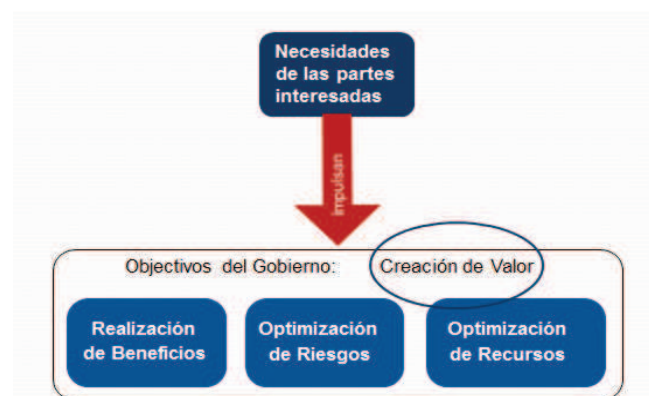 Necesidades
de las partes
interesadas
impulsan
Objectivos del Gobierno: Creación de Valor
Realización
de Beneficios
Optimización
de Riesgos
Optimización
de Recursos